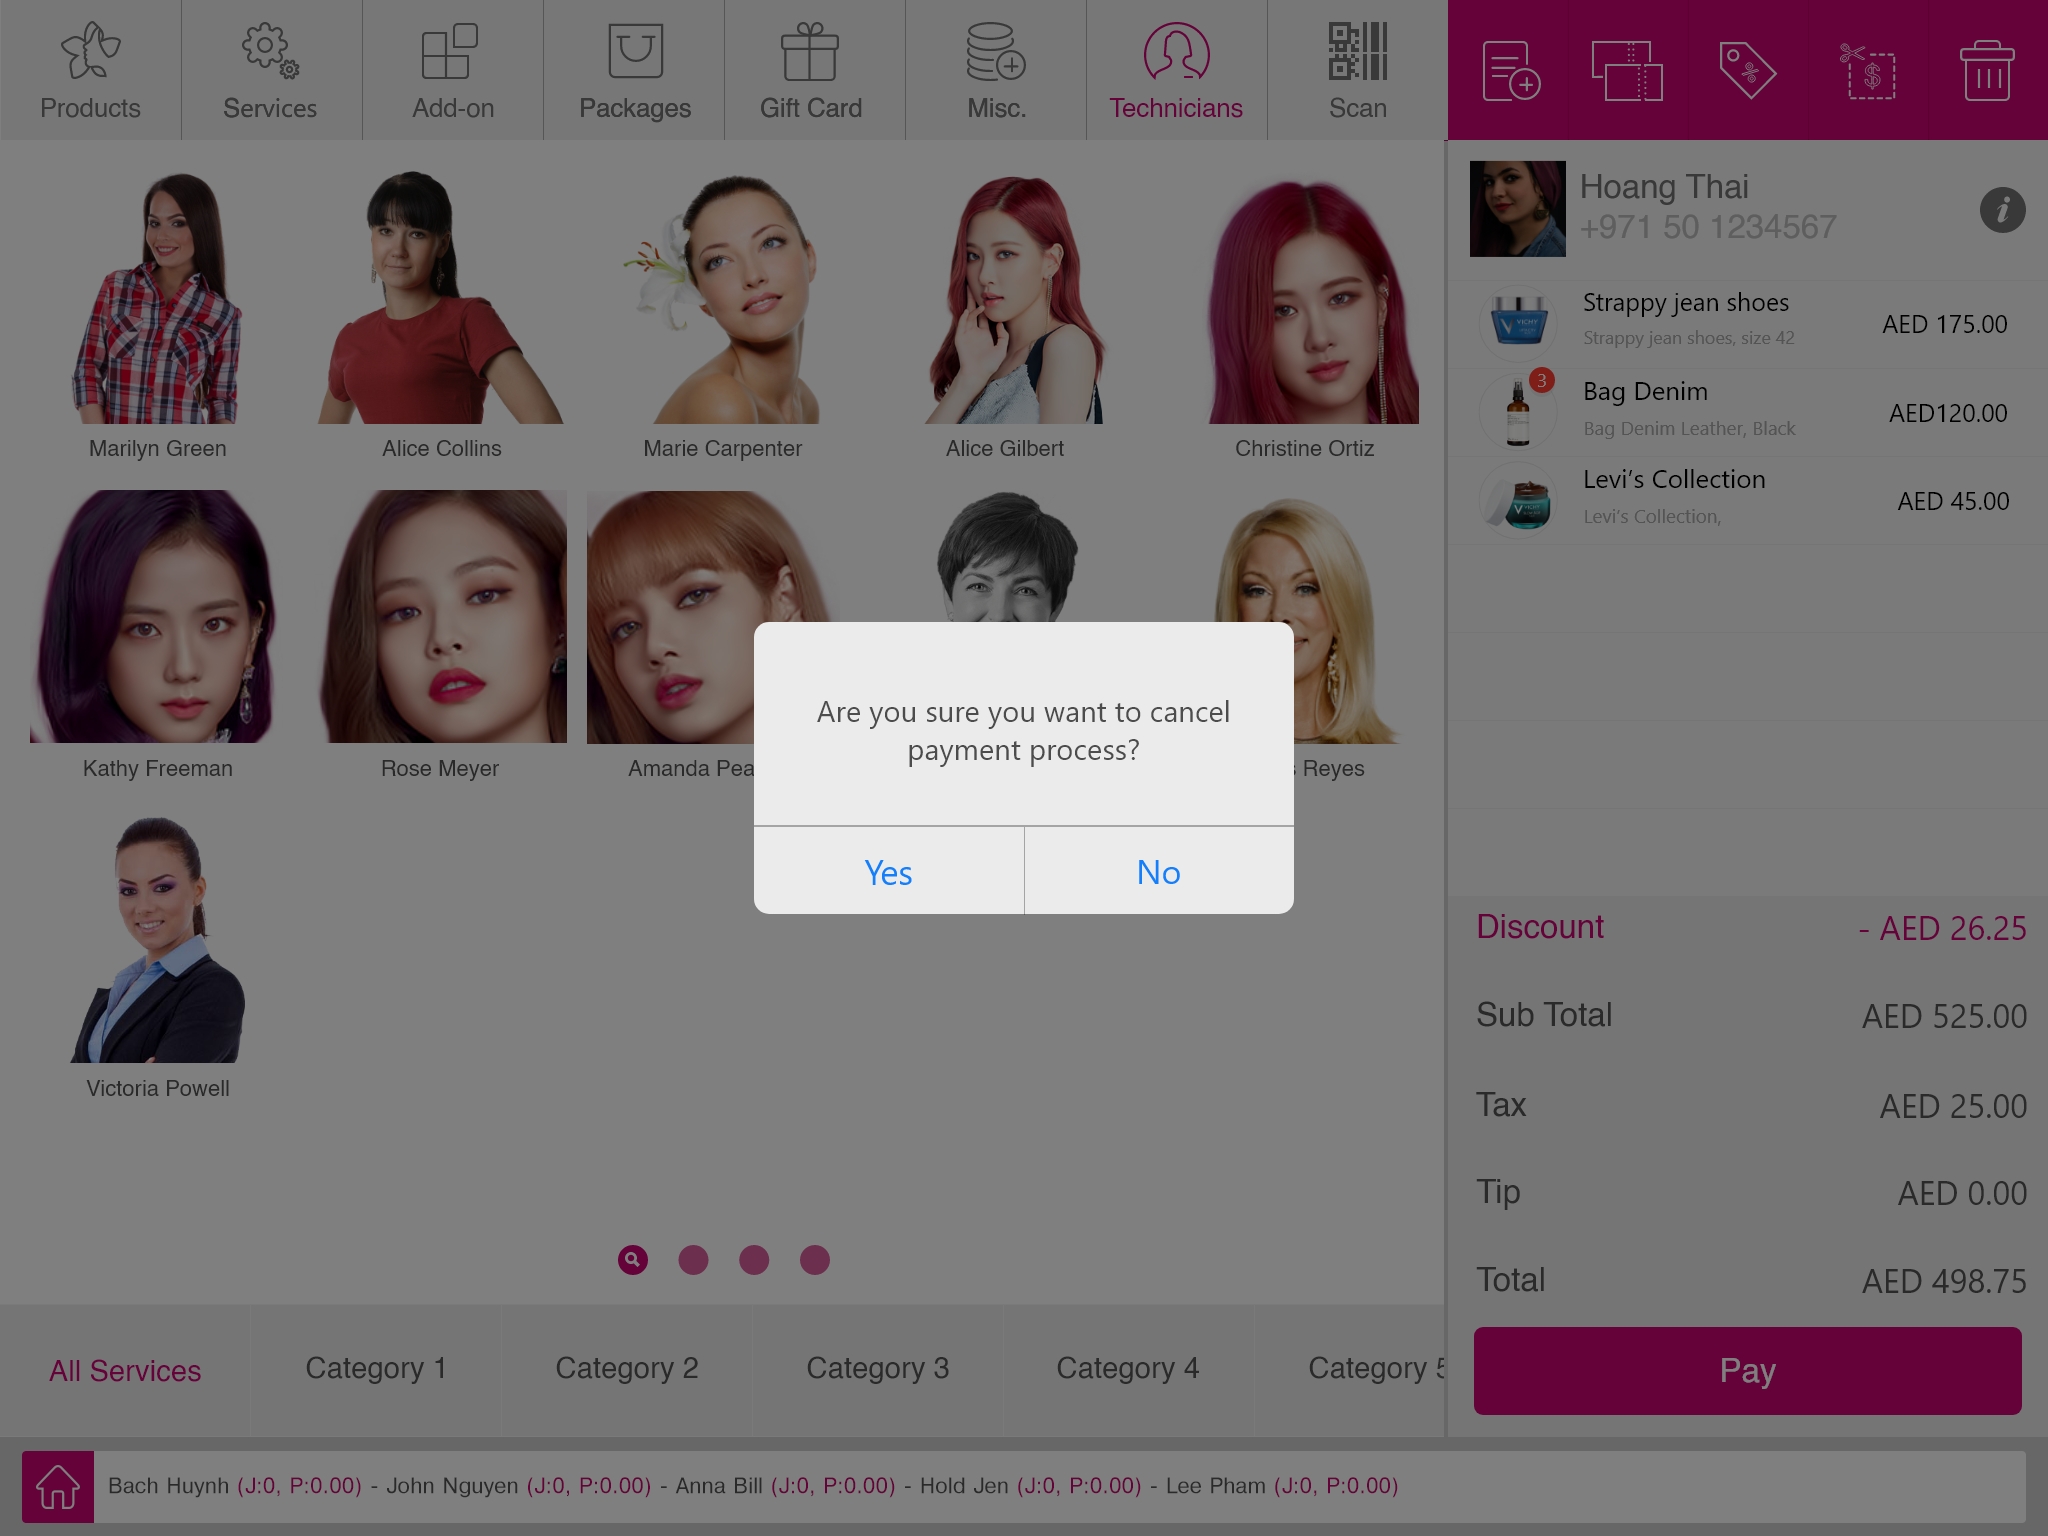 Products
Services
Add-on
Packages
Gift Card
Misc.
Technicians
Scan
Hoang Thai
+971 50 1234567
Strappy jean shoes
Strappy jean shoes, size 42
AED 175.00
3
Bag Denim
Bag Denim Leather, Black
AED120.00
Levi's Collection
Levi's Collection,
AED 45.00
Marilyn Green
Alice Collins
Marie Carpenter
Alice Gilbert
Christine Ortiz
Kathy Freeman
Rose Meyer
Amanda Pea
Reyes
Victoria Powell
Are you sure you want to cancel
payment process?
Yes
No
Discount
- AED 26.25
Sub Total
AED 525.00
Tax
AED 25.00
Tip
AED 0.00
Total
AED 498.75
Pay
All Services
Category 1
Category 2
Category 3
Category 4
Category 5
Bach Huynh (J:0, P:0.00) - John Nguyen (J:0, P:0.00) - Anna Bill (J:0, P:0.00) - Hold Jen (J:0, P:0.00) - Lee Pham (J:0, P:0.00)